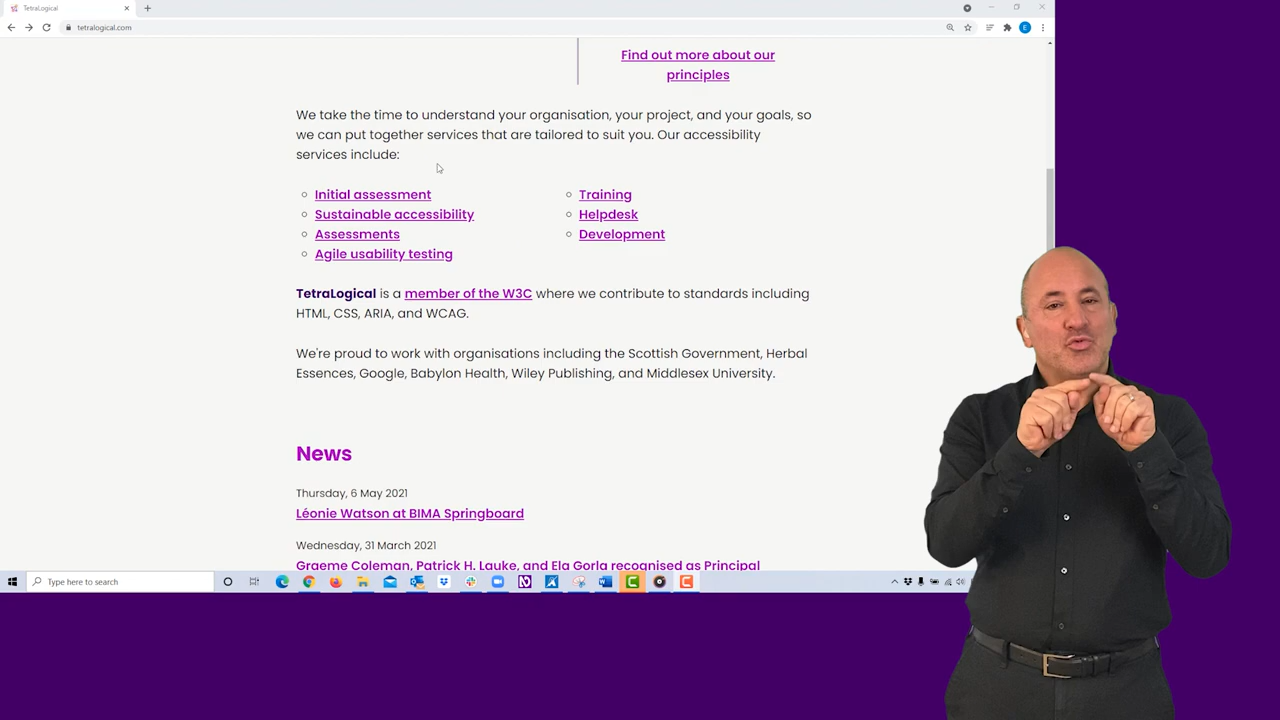 TetraLogical
tetralogical.com
Find out more about our
principles
We take the time to understand your organisation, your project, and your goals, so
we can put together services that are tailored to suit you. Our accessibility
services include:
Initial assessment
Sustainable accessibility
Assessments
Agile usability testing
Training
Helpdesk
Development
TetraLogical is a member of the W3C where we contribute to standards including
HTML, CSS, ARIA, and WCAG.
We're proud to work with organisations including the Scottish Government, Herbal
Essences, Google, Babylon Health, Wiley Publishing, and Middlesex University.
News
Thursday, 6 May 2021
Léonie Watson at BIMA Springboard
Wednesday, 31 March 2021
Graeme Coleman, Patrick H. Lauke, and Ela Gorla recognised as Principal
Type here to search